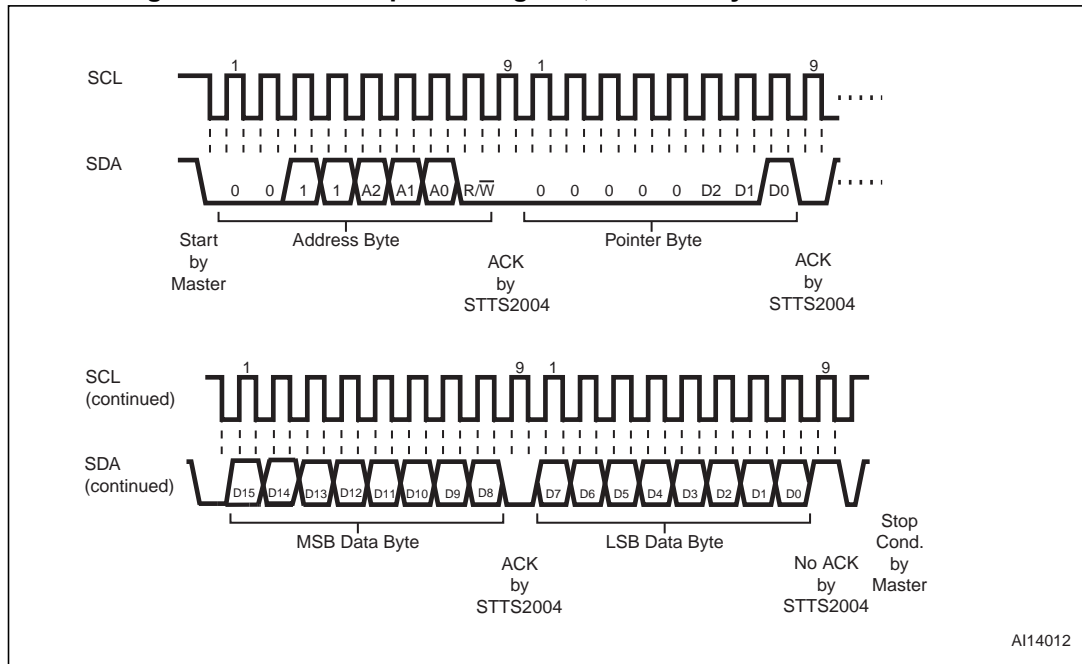 1 9 1 9
SCL
SDA
0 0 1 1 A2 A1 A0 R/W 0 0 0 0 0 D2 D1 D0
Address Byte Pointer Byte
Start
by
Master
ACK
by
STTS2004
ACK
by
STTS2004
1 9 1 9
SCL
(continued)
SDA
(continued)
D15 D14 D13 D12 D11 D10 D9 D8 D7 D6 D5 D4 D3 D2 D1 D0
MSB Data Byte LSB Data Byte
ACK
by
STTS2004
No ACK
by
STTS2004
Stop
Cond.
by
Master
AI14012